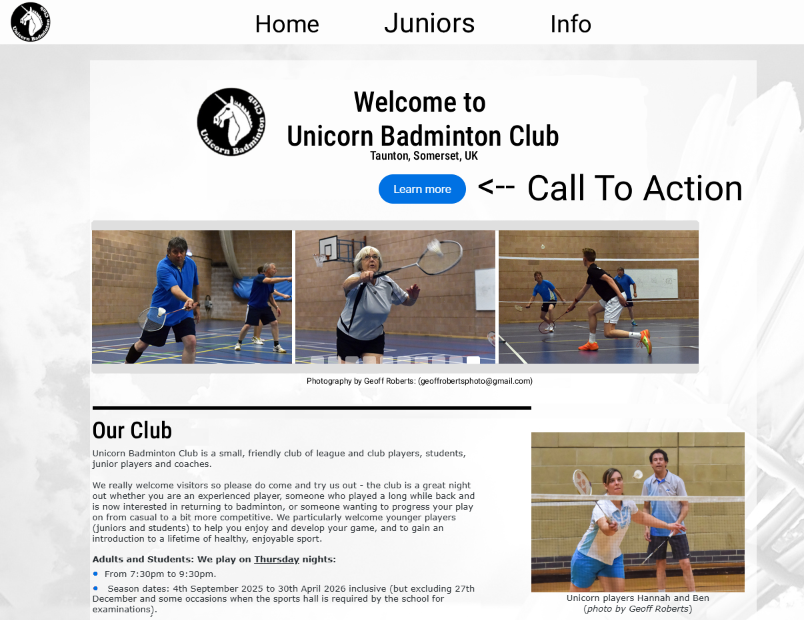 Unicorn Badminton Club
Home Juniors Info
Unicorn Badminton Club
Welcome to
Unicorn Badminton Club
Taunton, Somerset, UK
Learn more <-- Call To Action
Photography by Geoff Roberts: (geoffrobertsphoto@gmail.com)
Our Club
Unicorn Badminton Club is a small, friendly club of league and club players, students,
junior players and coaches.
We really welcome visitors so please do come and try us out - the club is a great night
out whether you are an experienced player, someone who played a long while back and
is now interested in returning to badminton, or someone wanting to progress your play
on from casual to a bit more competitive. We particularly welcome younger players
(juniors and students) to help you enjoy and develop your game, and to gain an
introduction to a lifetime of healthy, enjoyable sport.
Adults and Students: We play on Thursday nights:
• From 7:30pm to 9:30pm.
• Season dates: 4th September 2025 to 30th April 2026 inclusive (but excluding 27th
December and some occasions when the sports hall is required by the school for
examinations).
Unicorn players Hannah and Ben
(photo by Geoff Roberts)